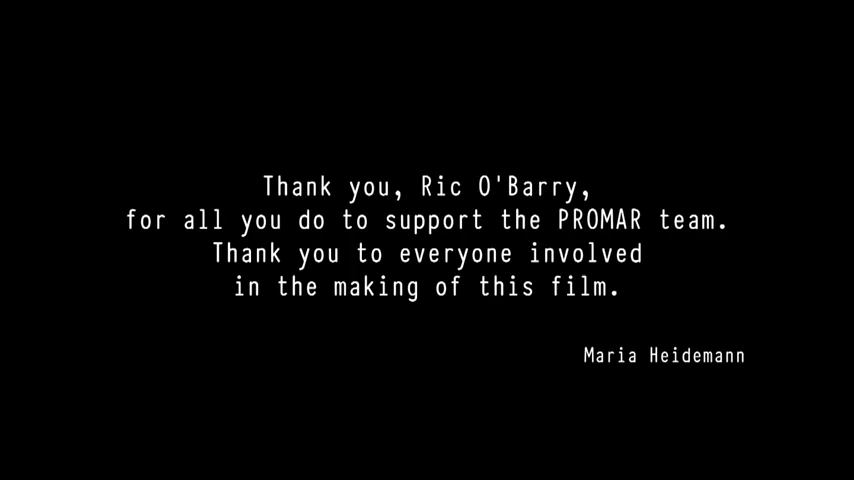 Thank you, Ric O'Barry,
for all you do to support the PROMAR team.
Thank you to everyone involved
in the making of this film.
Maria Heidemann